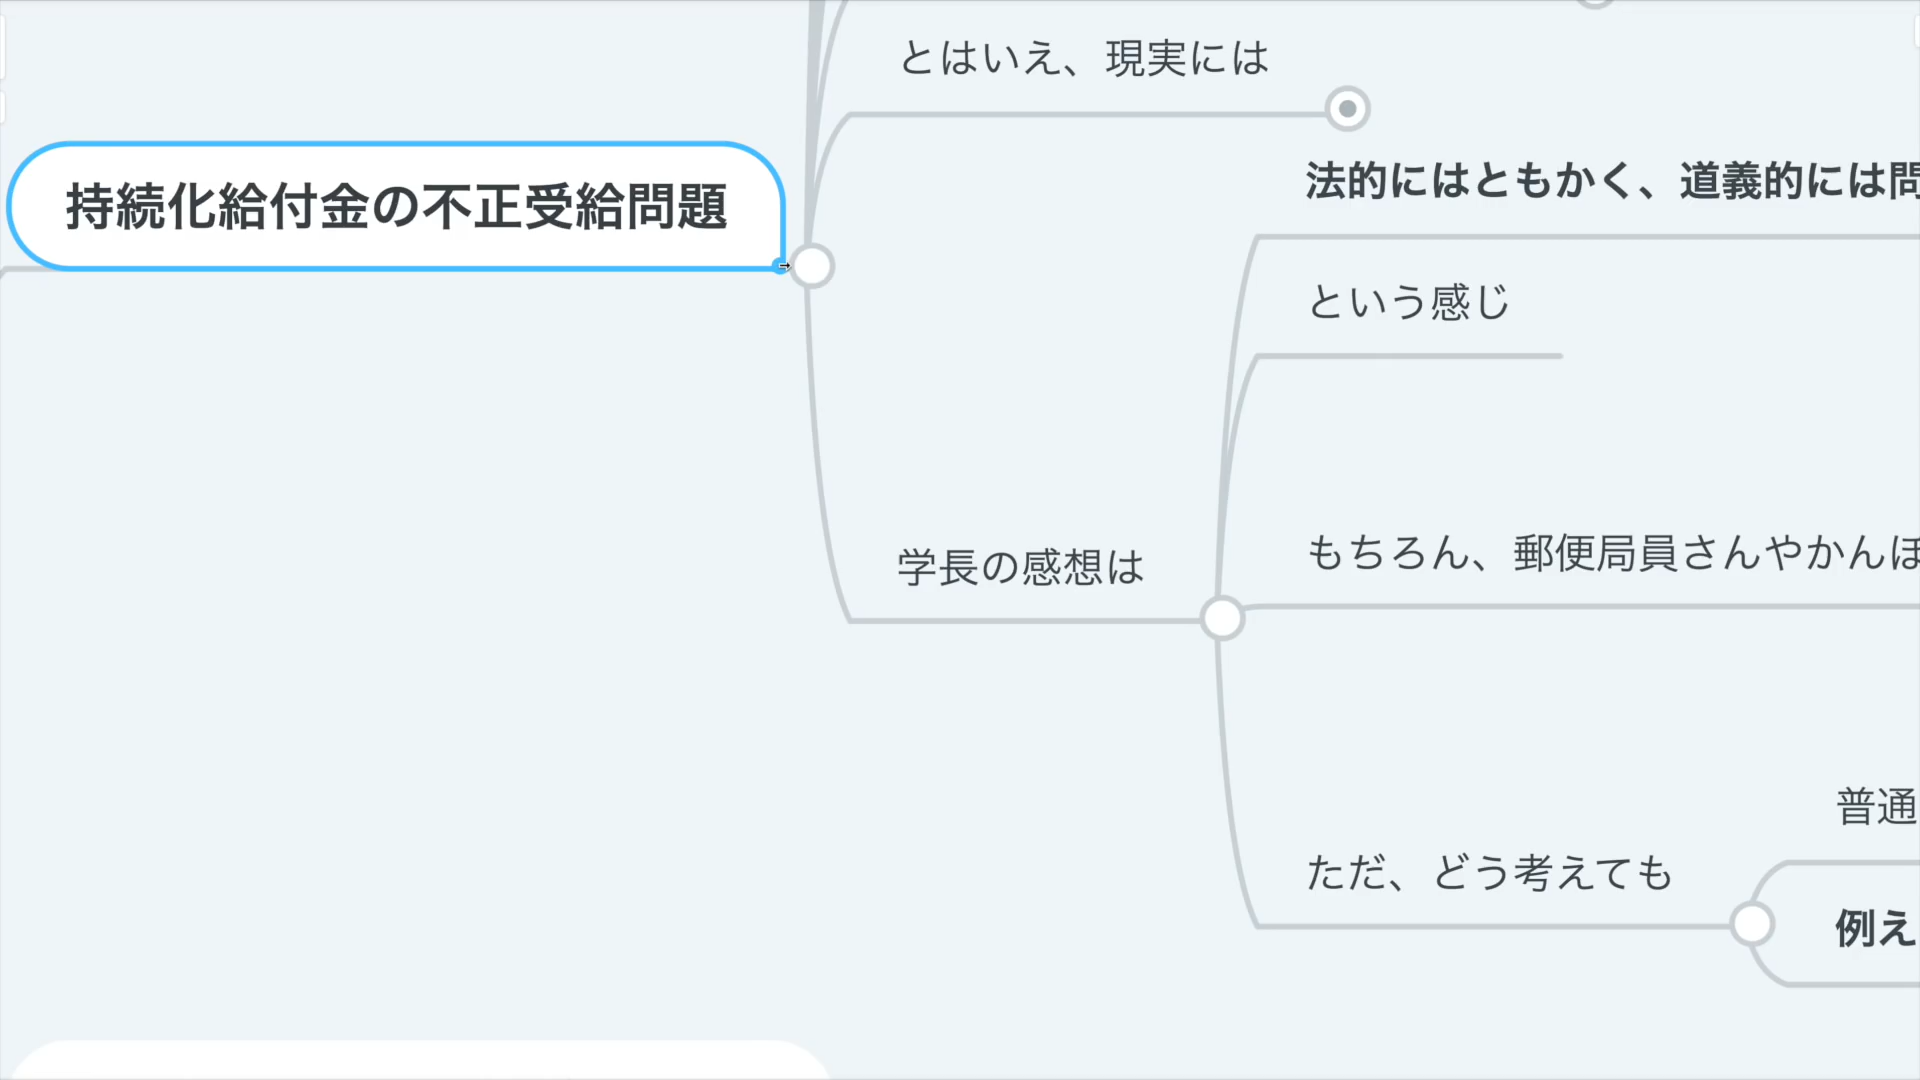 とはいえ、現実には
持続化給付金の不正受給問題
法的にはともかく、道義的には問
という感じ
学長の感想は
もちろん、郵便局員さんやかんぽ
ただ、どう考えても
普通
例え